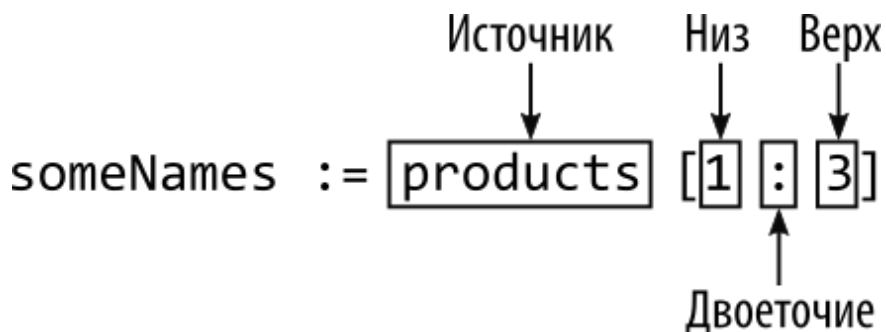 Источник Низ Верх
someNames := products [1 : 3]
Двоеточие